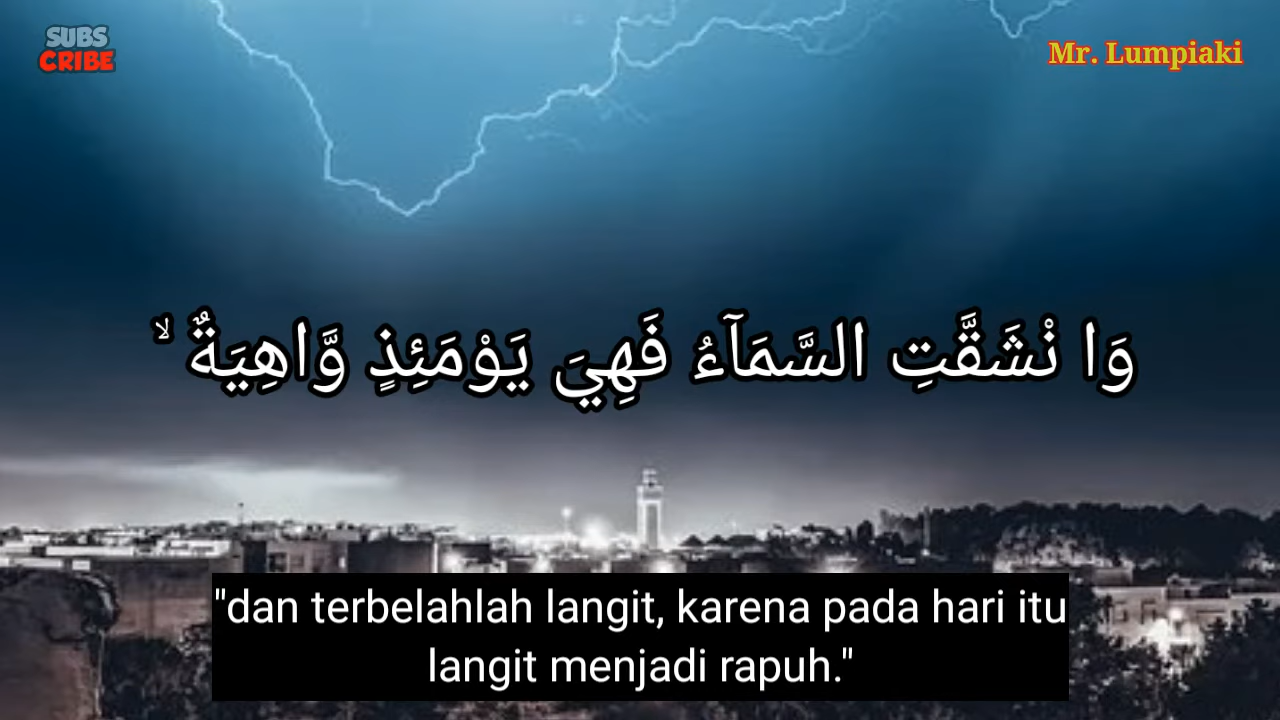 SUBS
CRIBE
Mr. Lumpiaki
وَا نْشَقَّتِ السَّمَآءُ فَهِيَ يَوْمَئِذٍ وَّاهِيَةٌ ۙ
"dan terbelahlah langit, karena pada hari itu
langit menjadi rapuh."